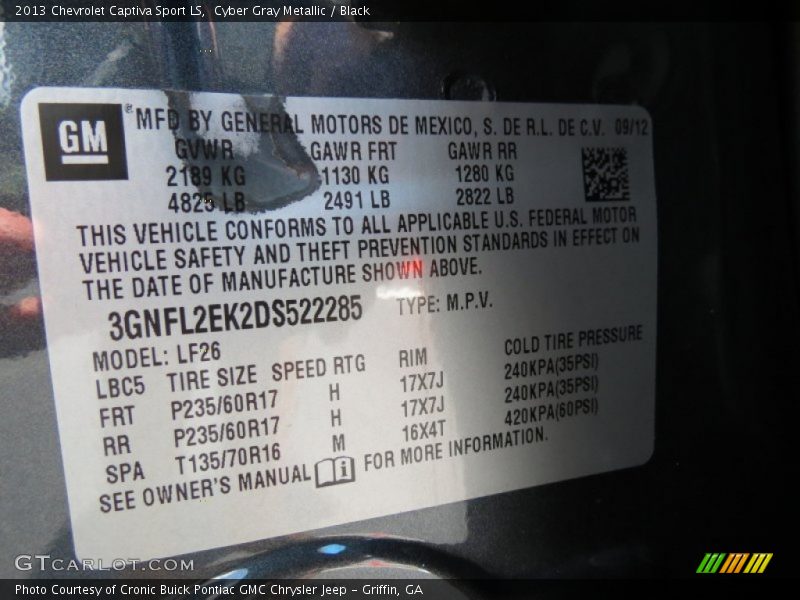 2013 Chevrolet Captiva Sport LS, Cyber Gray Metallic / Black
GM ® MFD BY GENERAL MOTORS DE MEXICO, S. DE R.L. DE C.V. 09/12
GVWR GAWR FRT GAWR RR
2189 KG 1130 KG 1280 KG
4825 LB 2491 LB 2822 LB
THIS VEHICLE CONFORMS TO ALL APPLICABLE U.S. FEDERAL MOTOR
VEHICLE SAFETY AND THEFT PREVENTION STANDARDS IN EFFECT ON
THE DATE OF MANUFACTURE SHOWN ABOVE.
3GNFL2EK2DS522285 TYPE: M.P.V.
MODEL: LF26
LBC5 TIRE SIZE SPEED RTG RIM COLD TIRE PRESSURE
FRT P235/60R17 H 17X7J 240KPA(35PSI)
RR P235/60R17 H 17X7J 240KPA(35PSI)
SPA T135/70R16 M 16X4T 420KPA(60PSI)
SEE OWNER'S MANUAL i FOR MORE INFORMATION.
GTCARLOT.COM
Photo Courtesy of Cronic Buick Pontiac GMC Chrysler Jeep - Griffin, GA